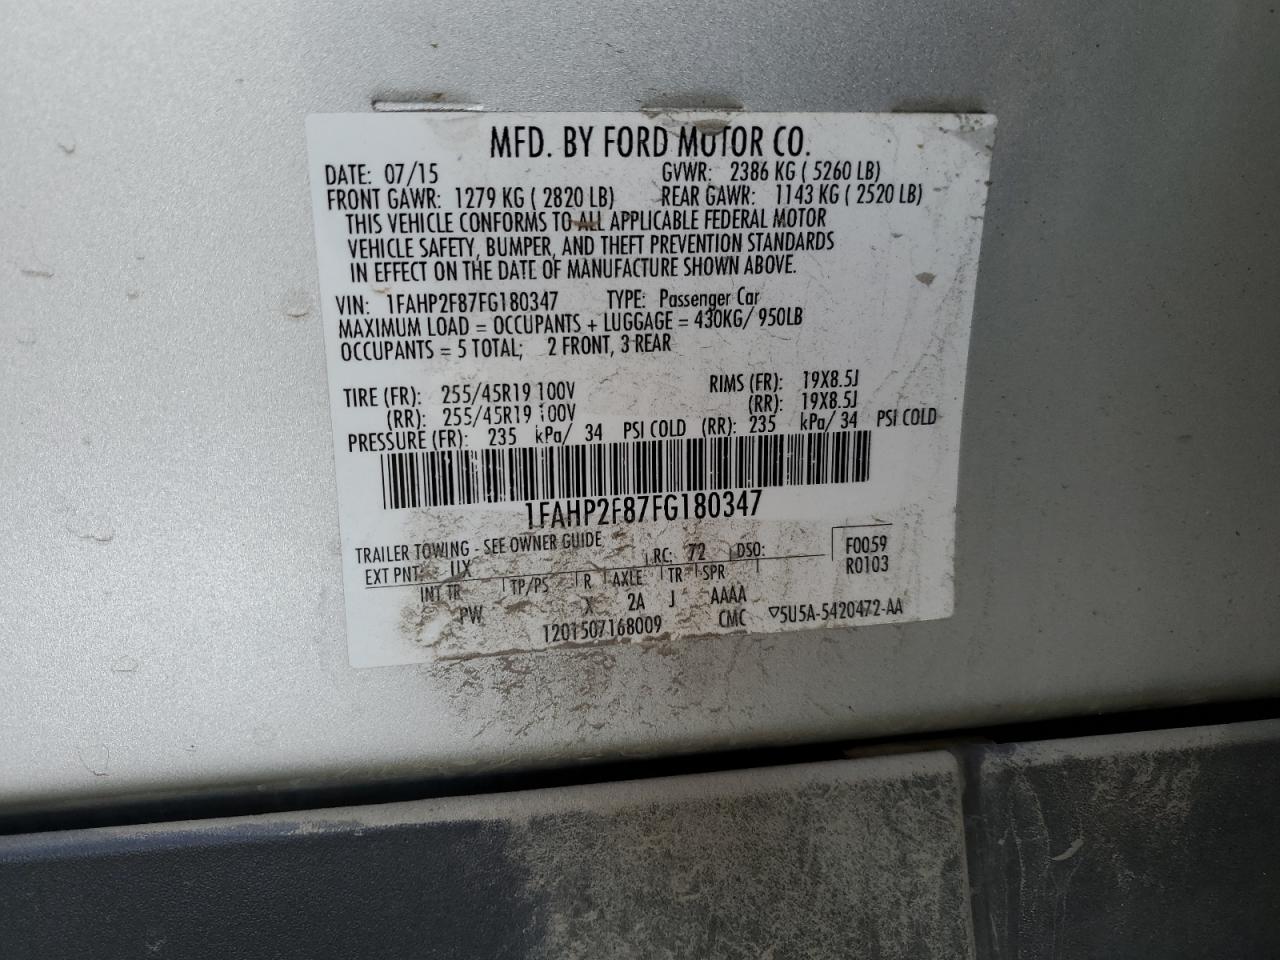 MFD. BY FORD MOTOR CO.
DATE: 07/15 GVWR: 2386 KG ( 5260 LB)
FRONT GAWR: 1279 KG ( 2820 LB) REAR GAWR: 1143 KG ( 2520 LB)
THIS VEHICLE CONFORMS TO ALL APPLICABLE FEDERAL MOTOR
VEHICLE SAFETY, BUMPER, AND THEFT PREVENTION STANDARDS
IN EFFECT ON THE DATE OF MANUFACTURE SHOWN ABOVE.
VIN: 1FAHP2F87FG180347 TYPE: Passenger Car
MAXIMUM LOAD = OCCUPANTS + LUGGAGE = 430KG/ 950LB
OCCUPANTS = 5 TOTAL; 2 FRONT, 3 REAR
TIRE (FR): 255/45R19 100V RIMS (FR): 19X8.5J
(RR): 255/45R19 100V (RR): 19X8.5J
PRESSURE (FR): 235 kPa/ 34 PSI COLD (RR): 235 kPa/ 34 PSI COLD
1FAHP2F87FG180347
TRAILER TOWING - SEE OWNER GUIDE
EXT PNT: UX RC: 72 DSO: F0059
R0103
INT TR TP/PS R AXLE TR SPR
PW X 2A J AAAA
1201507168009 CMC ▽5U5A-5420472-AA